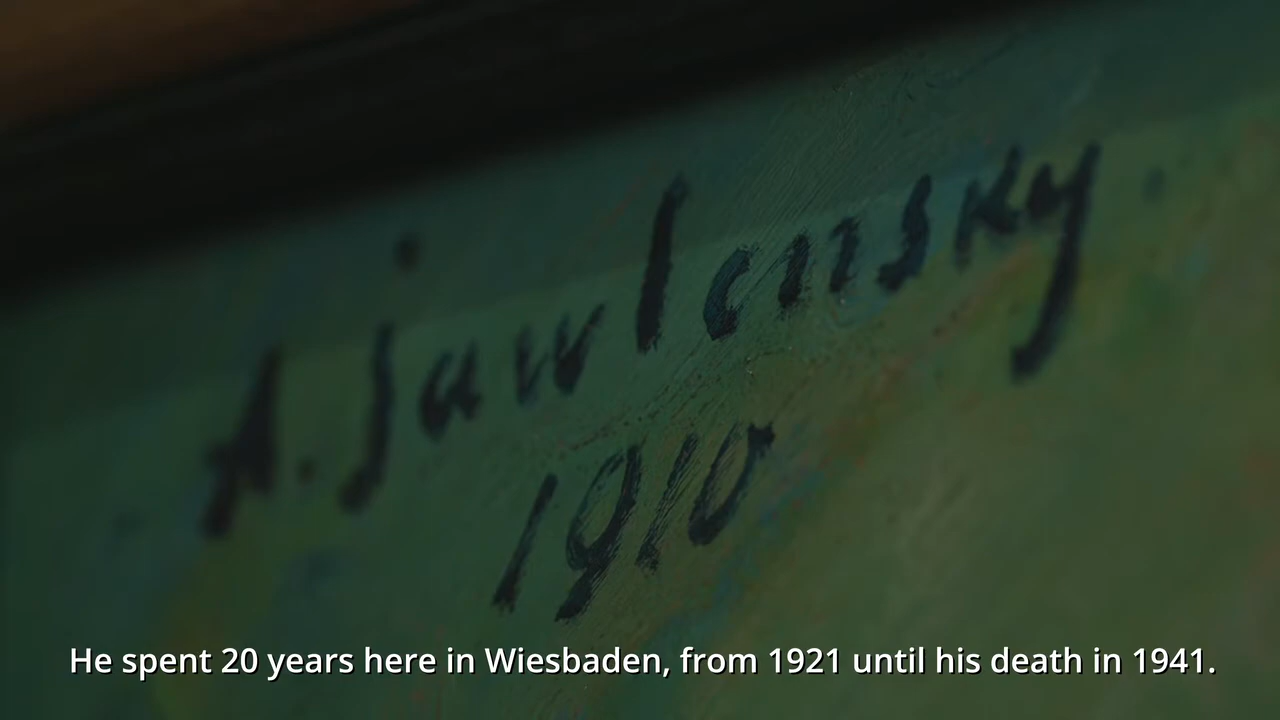 A. jawlensky.
1910
He spent 20 years here in Wiesbaden, from 1921 until his death in 1941.